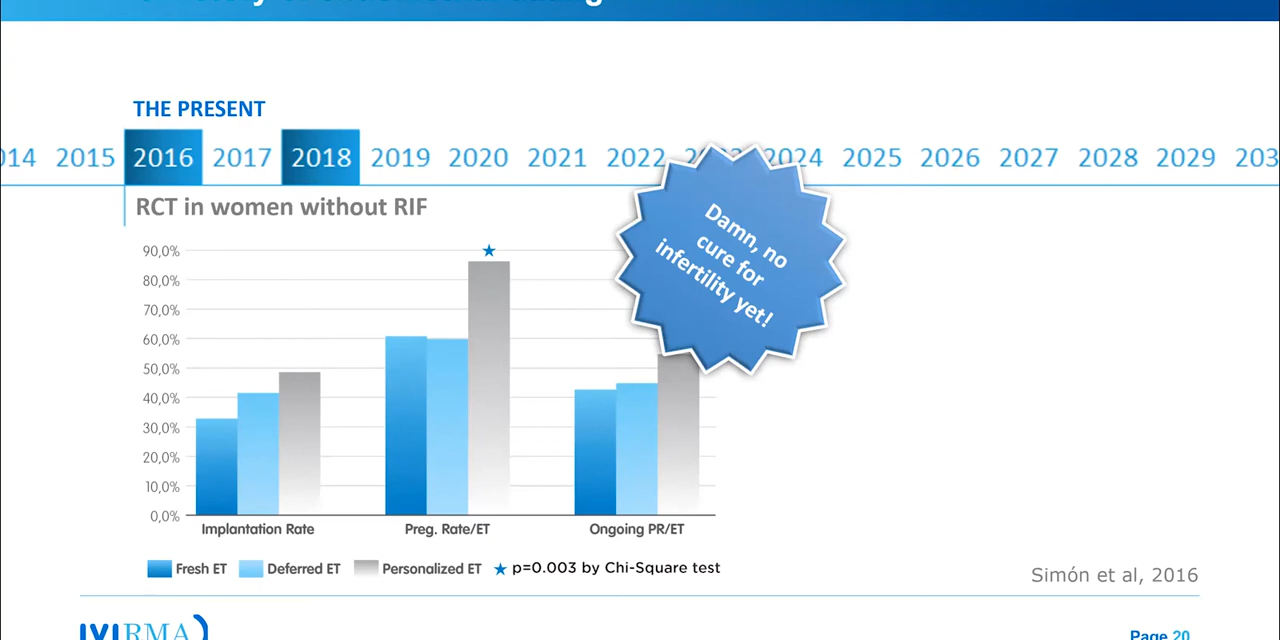 THE PRESENT
014 2015 2016 2017 2018 2019 2020 2021 2022 2024 2025 2026 2027 2028 2029 203
RCT in women without RIF
Damn, no
cure for
infertility yet!
90,0%
80,0%
70,0%
60,0%
50,0%
40,0%
30,0%
20,0%
10,0%
0,0%
Implantation Rate Preg. Rate/ET Ongoing PR/ET
Fresh ET Deferred ET Personalized ET ★ p=0.003 by Chi-Square test
Simón et al, 2016
IVIRMA
Page 20